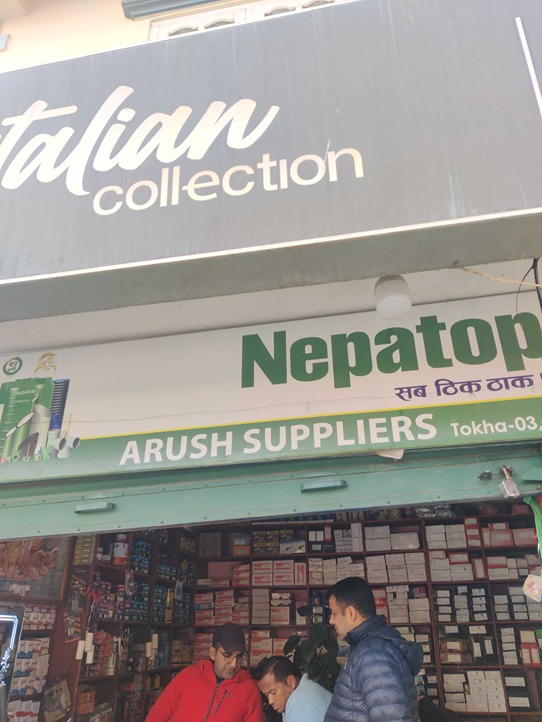 talian
collection
Nepatop
सब ठिक ठाक
ARUSH SUPPLIERS Tokha-03,